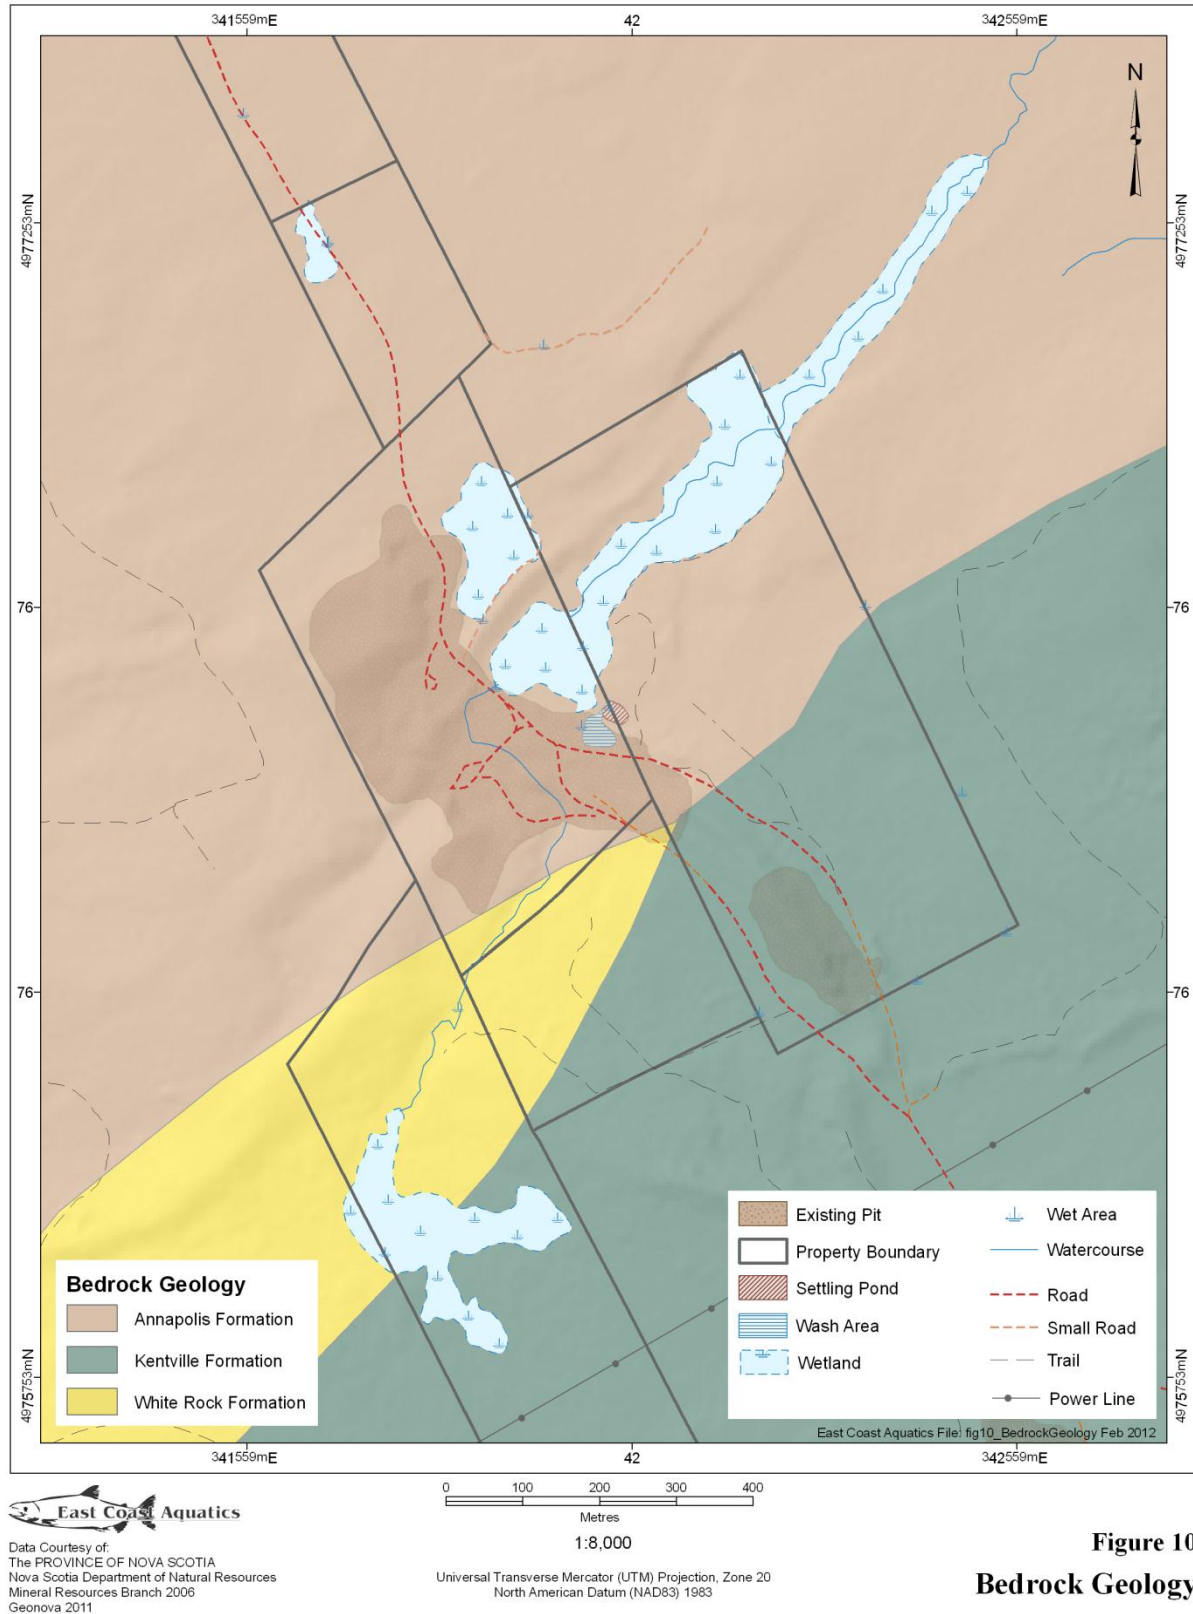 341559mE 42 342559mE
N
4977253mN 4977253mN
76 76
76 76
4975753mN 4975753mN
Bedrock Geology
Annapolis Formation
Kentville Formation
White Rock Formation
Existing Pit
Property Boundary
Settling Pond
Wash Area
Wetland
Wet Area
Watercourse
Road
Small Road
Trail
Power Line
East Coast Aquatics File: fig10_BedrockGeology Feb 2012
341559mE 42 342559mE
East Coast Aquatics
Data Courtesy of:
The PROVINCE OF NOVA SCOTIA
Nova Scotia Department of Natural Resources
Mineral Resources Branch 2006
Geonova 2011
0 100 200 300 400
Metres
1:8,000
Universal Transverse Mercator (UTM) Projection, Zone 20
North American Datum (NAD83) 1983
Figure 10
Bedrock Geology